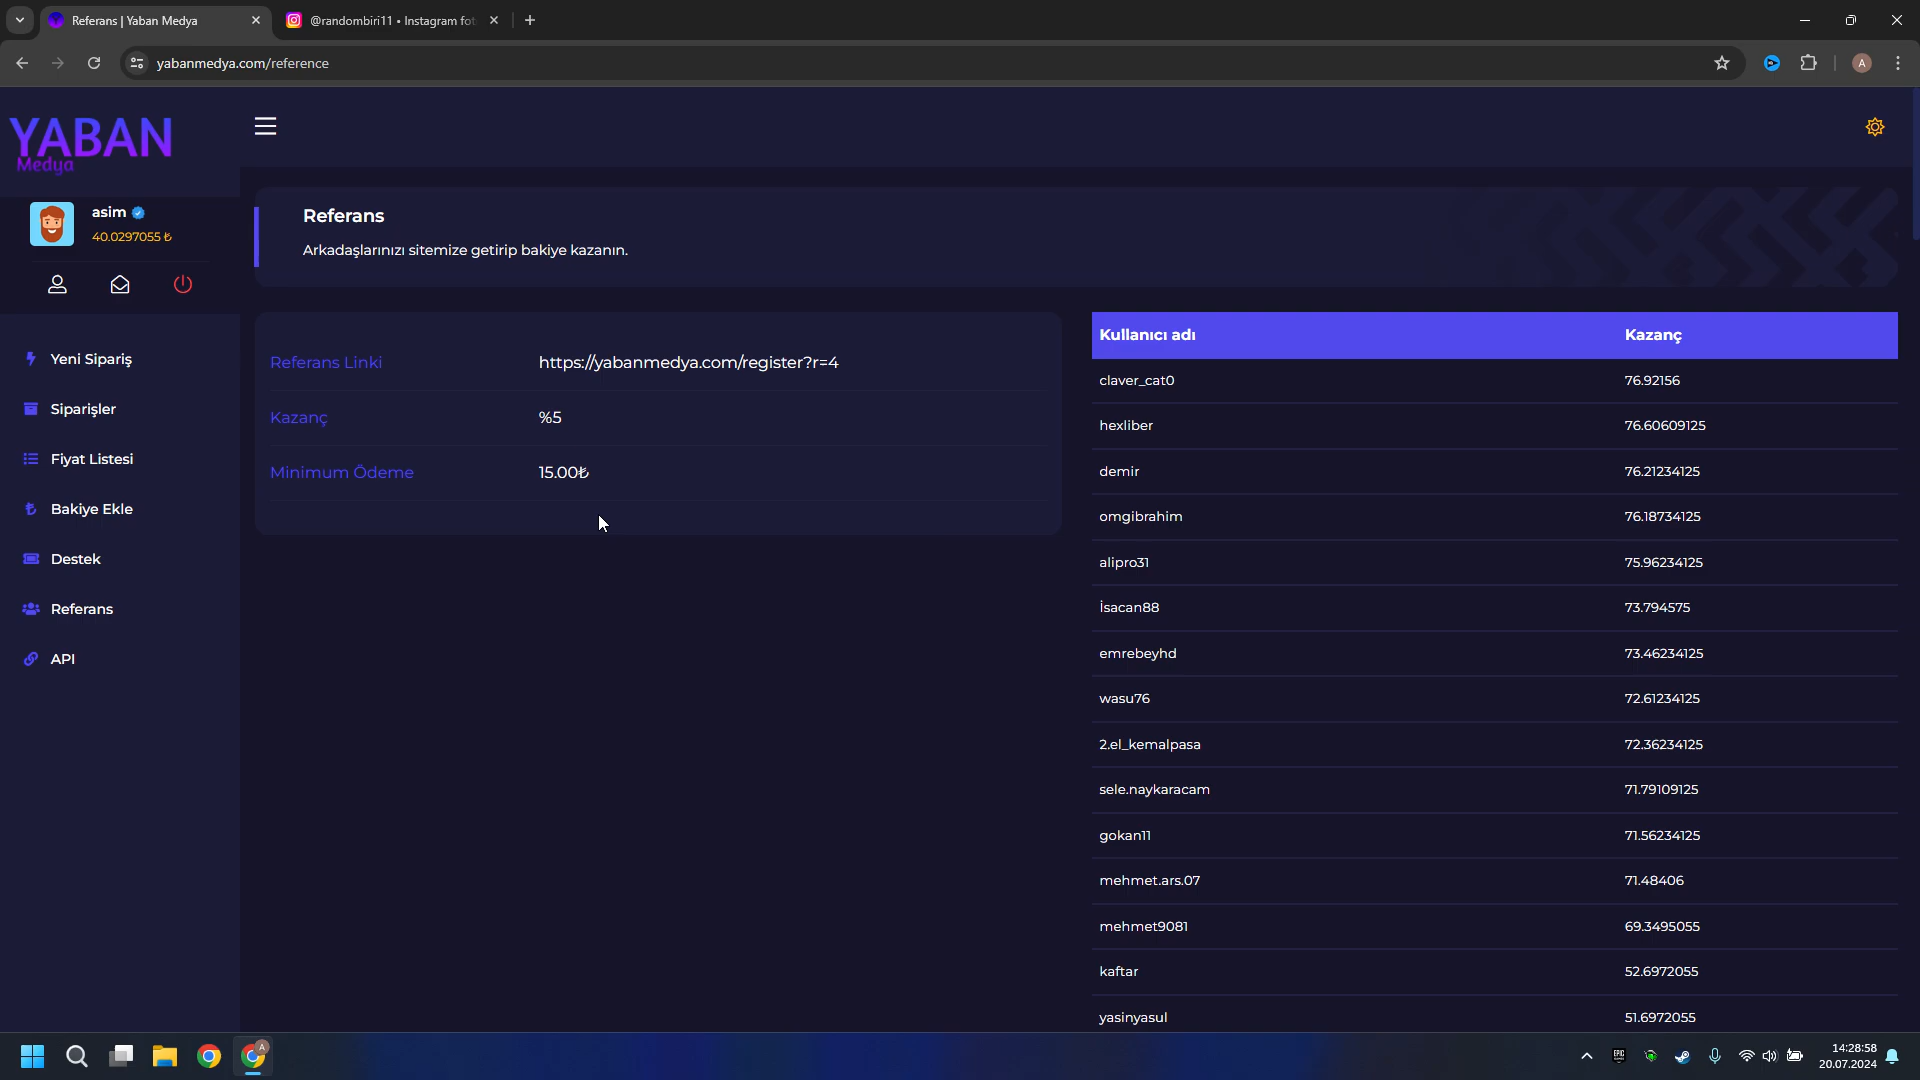 Referans | Yaban Medya
@randombiri11 • Instagram fot
yabanmedya.com/reference
A
YABAN
Medya
asim
40.0297055 ₺
Yeni Sipariş
Siparişler
Fiyat Listesi
Bakiye Ekle
Destek
Referans
API
Referans
Arkadaşlarınızı sitemize getirip bakiye kazanın.
Referans Linki https://yabanmedya.com/register?r=4
Kazanç %5
Minimum Ödeme 15.00₺
Kullanıcı adı Kazanç
claver_cat0 76.92156
hexliber 76.60609125
demir 76.21234125
omgibrahim 76.18734125
alipro31 75.96234125
İsacan88 73.794575
emrebeyhd 73.46234125
wasu76 72.61234125
2.el_kemalpasa 72.36234125
sele.naykaracam 71.79109125
gokan11 71.56234125
mehmet.ars.07 71.48406
mehmet9081 69.3495055
kaftar 52.6972055
yasinyasul 51.6972055
A
14:28:58
20.07.2024